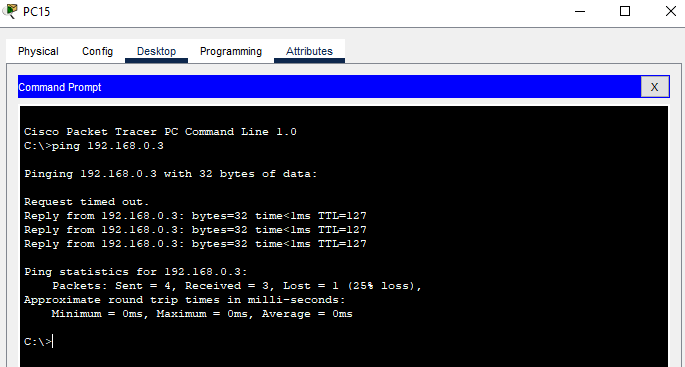 PC15
Physical Config Desktop Programming Attributes
Command Prompt X
Cisco Packet Tracer PC Command Line 1.0
C:\>ping 192.168.0.3
Pinging 192.168.0.3 with 32 bytes of data:
Request timed out.
Reply from 192.168.0.3: bytes=32 time<1ms TTL=127
Reply from 192.168.0.3: bytes=32 time<1ms TTL=127
Reply from 192.168.0.3: bytes=32 time<1ms TTL=127
Ping statistics for 192.168.0.3:
Packets: Sent = 4, Received = 3, Lost = 1 (25% loss),
Approximate round trip times in milli-seconds:
Minimum = 0ms, Maximum = 0ms, Average = 0ms
C:\>